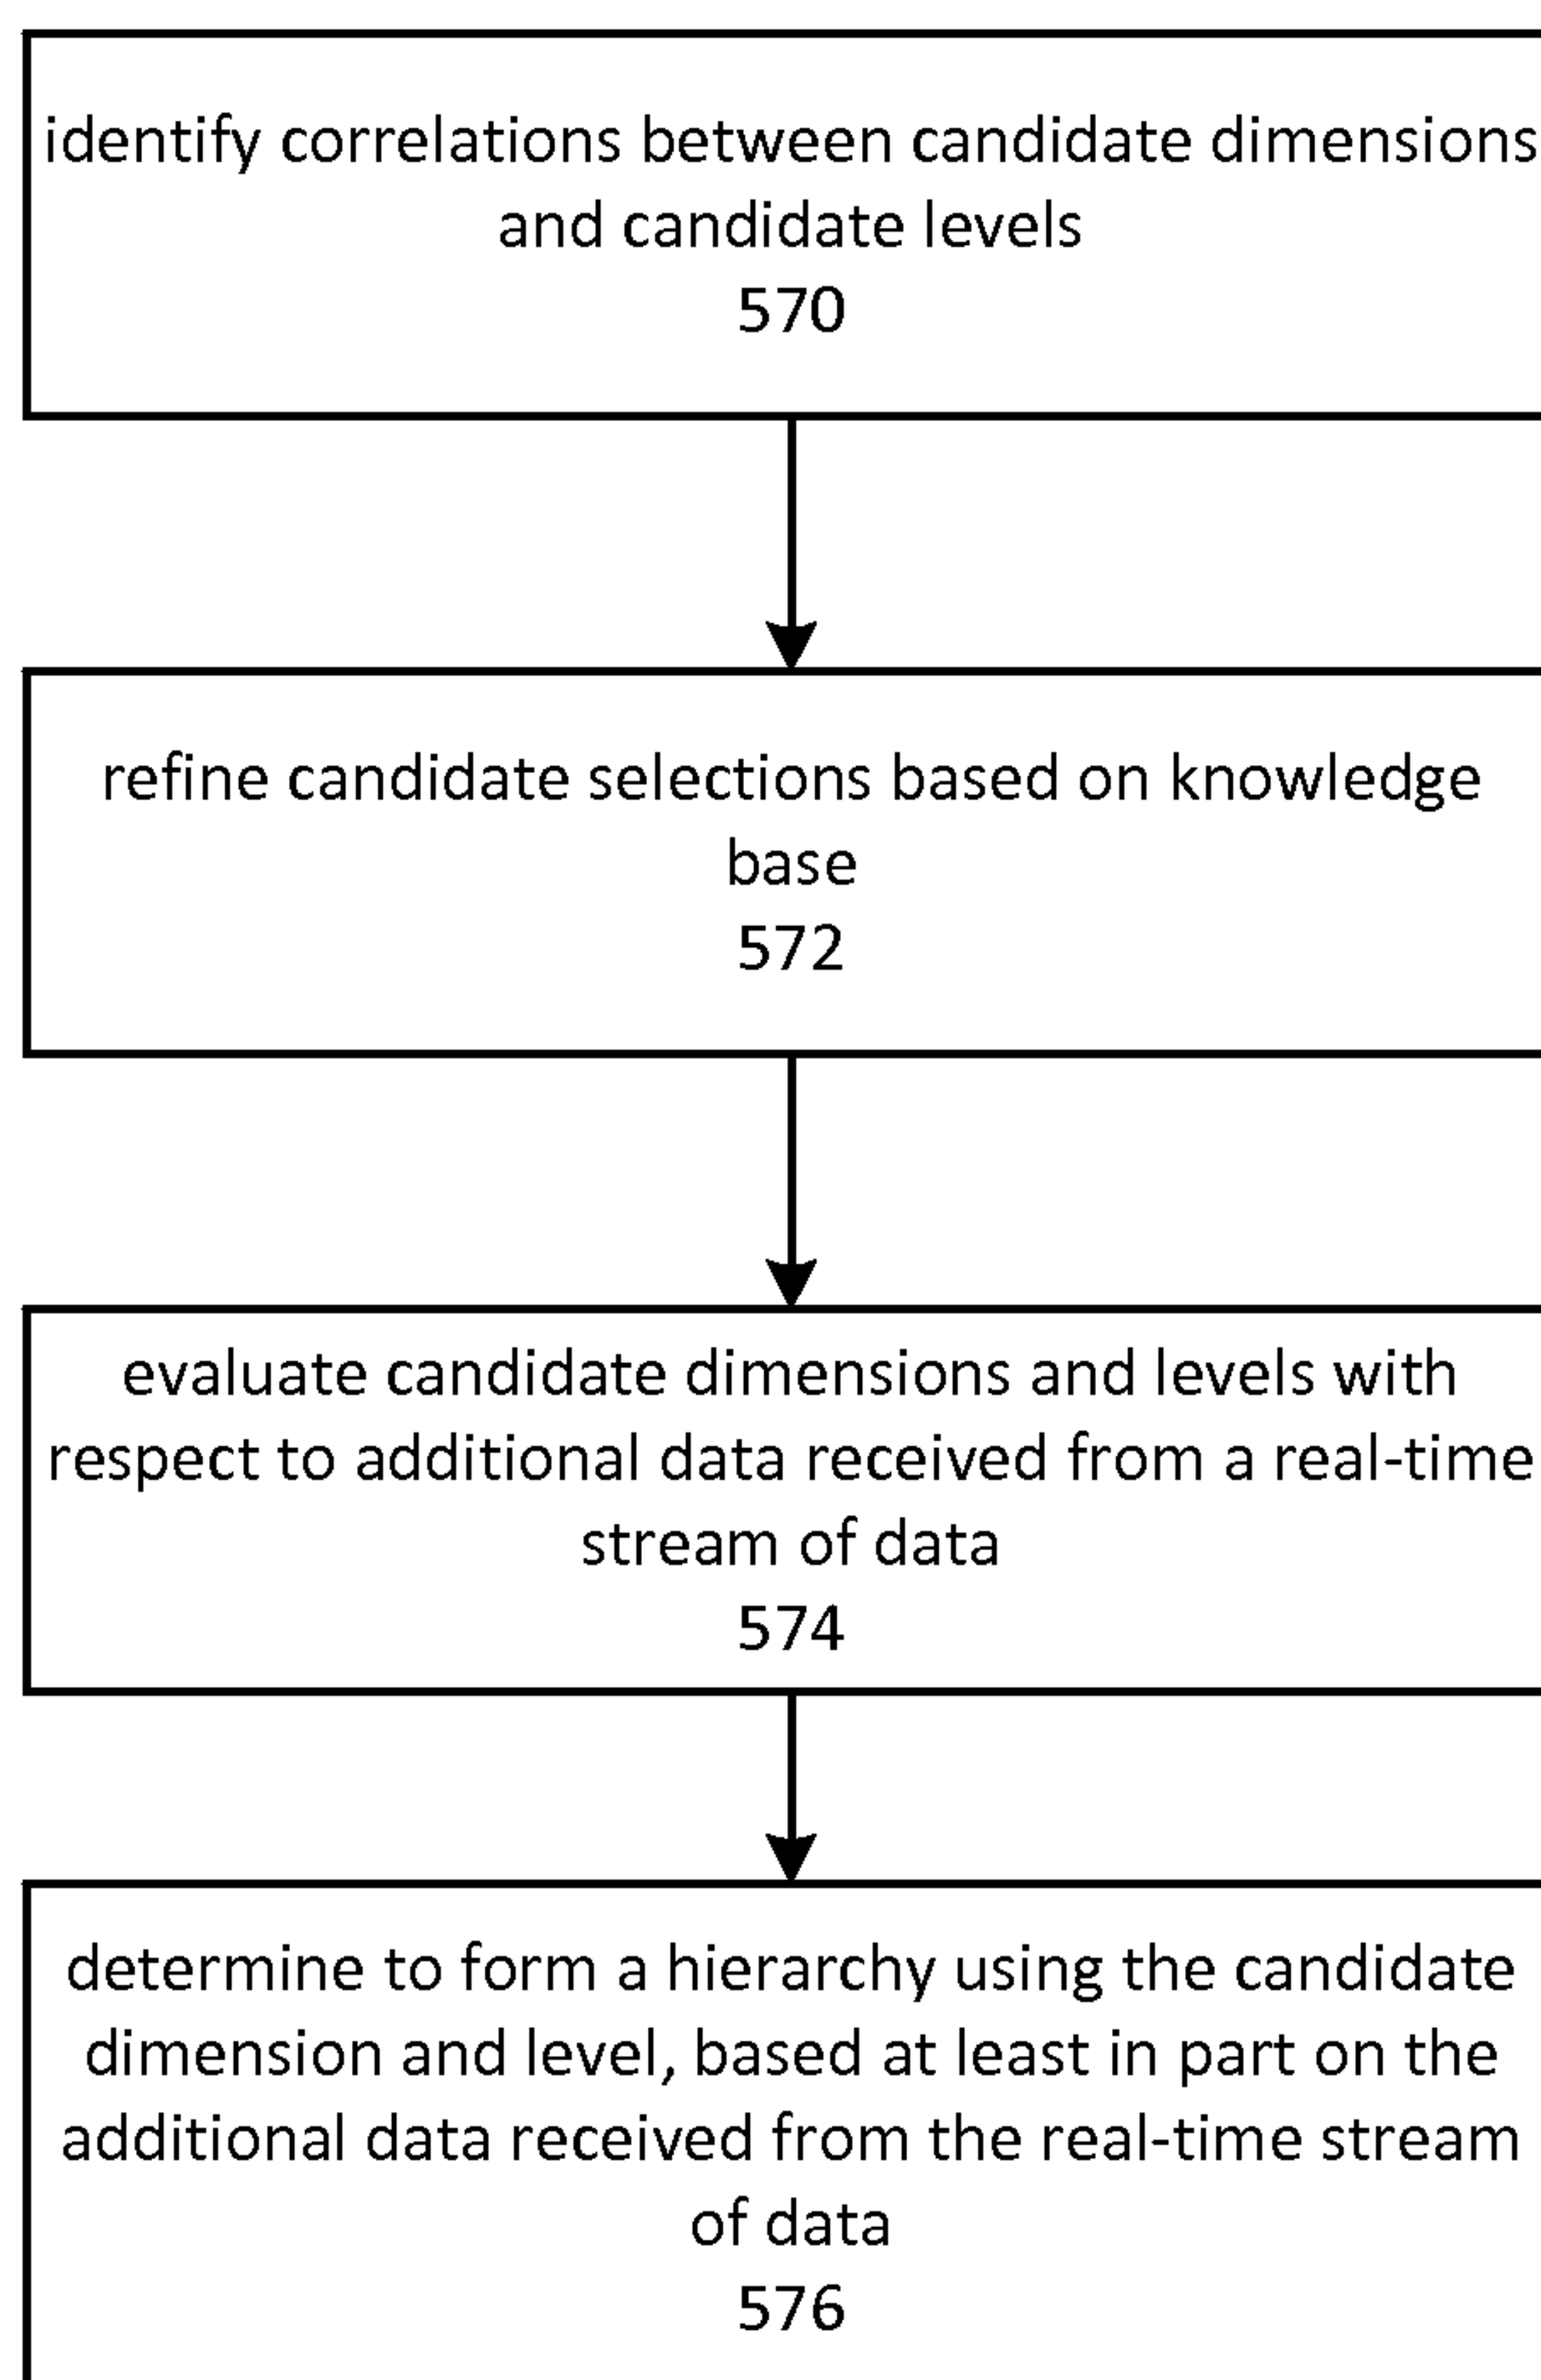 identify correlations between candidate dimensions
and candidate levels
570
refine candidate selections based on knowledge
base
572
evaluate candidate dimensions and levels with
respect to additional data received from a real-time
stream of data
574
determine to form a hierarchy using the candidate
dimension and level, based at least in part on the
additional data received from the real-time stream
of data
576